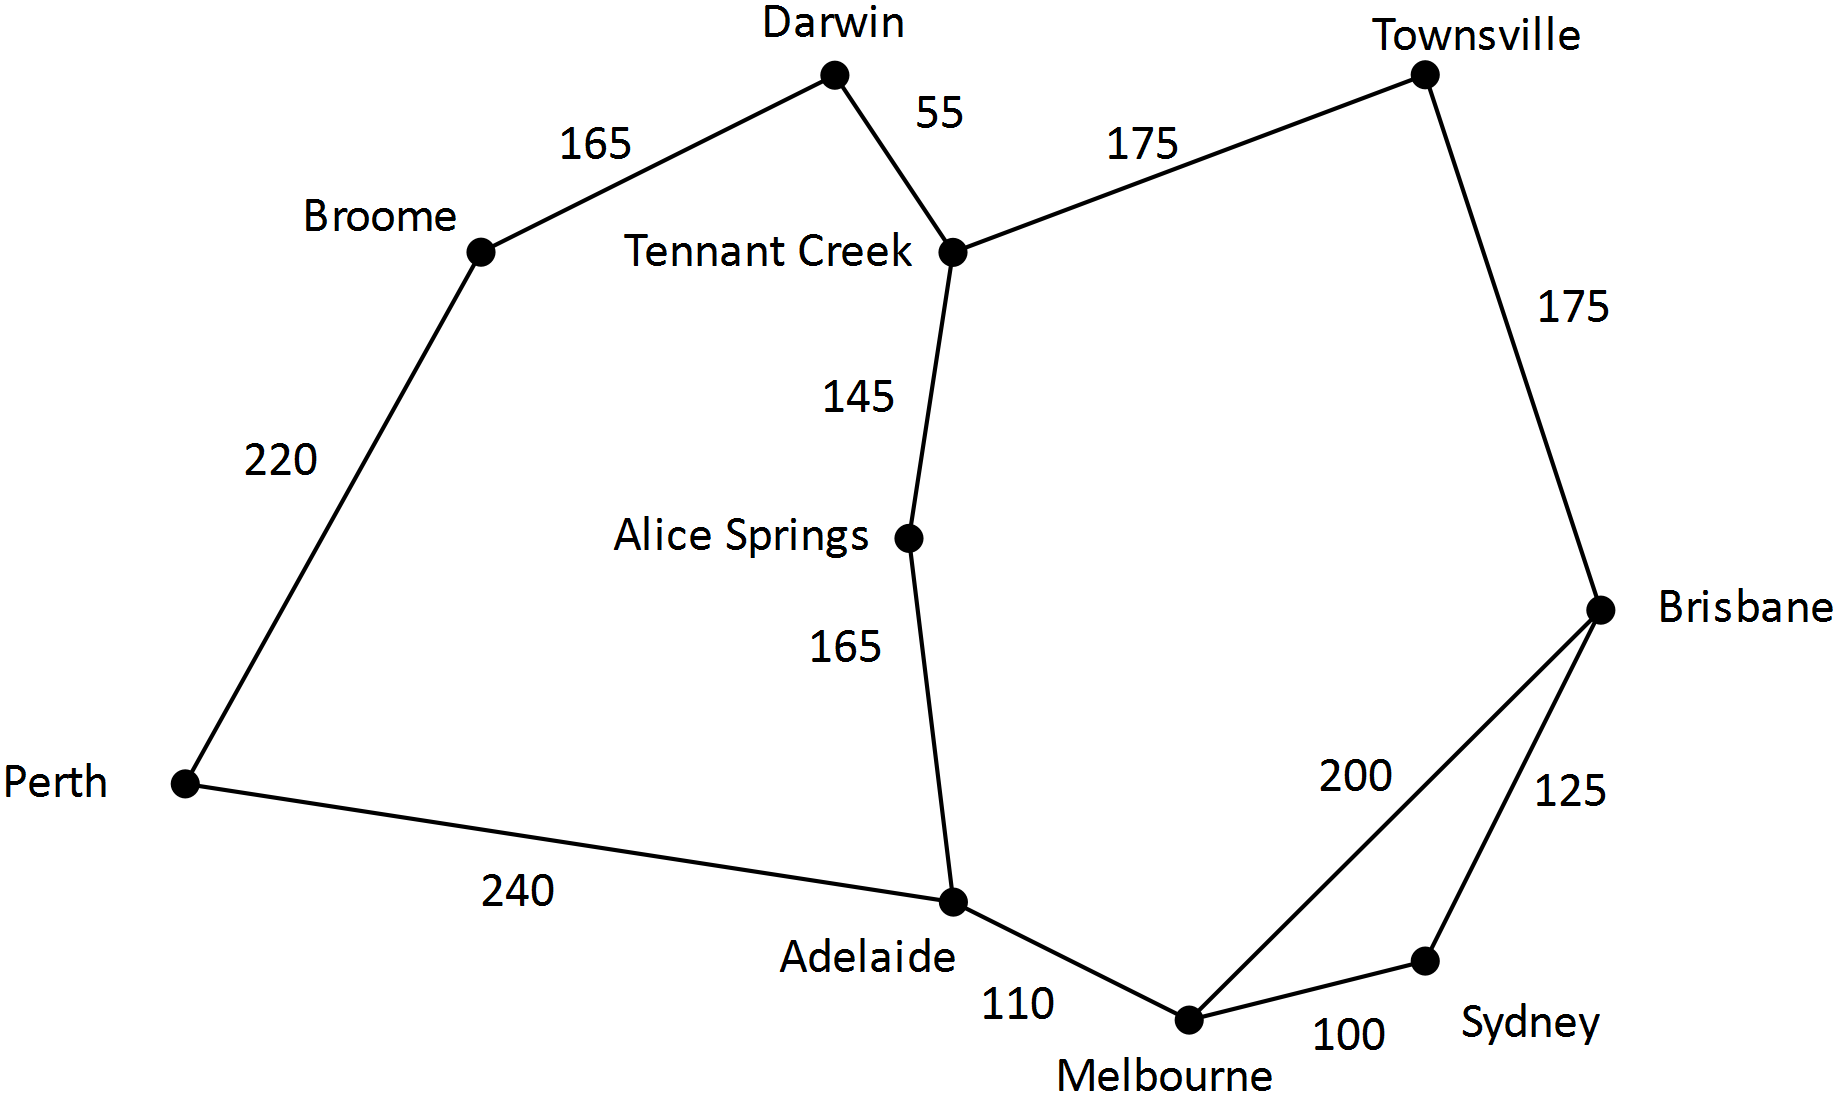 Darwin
Townsville
55
165
175
Broome
Tennant Creek
175
145
220
Alice Springs
Brisbane
165
200
Perth
125
240
Adelaide
110
Sydney
100
Melbourne